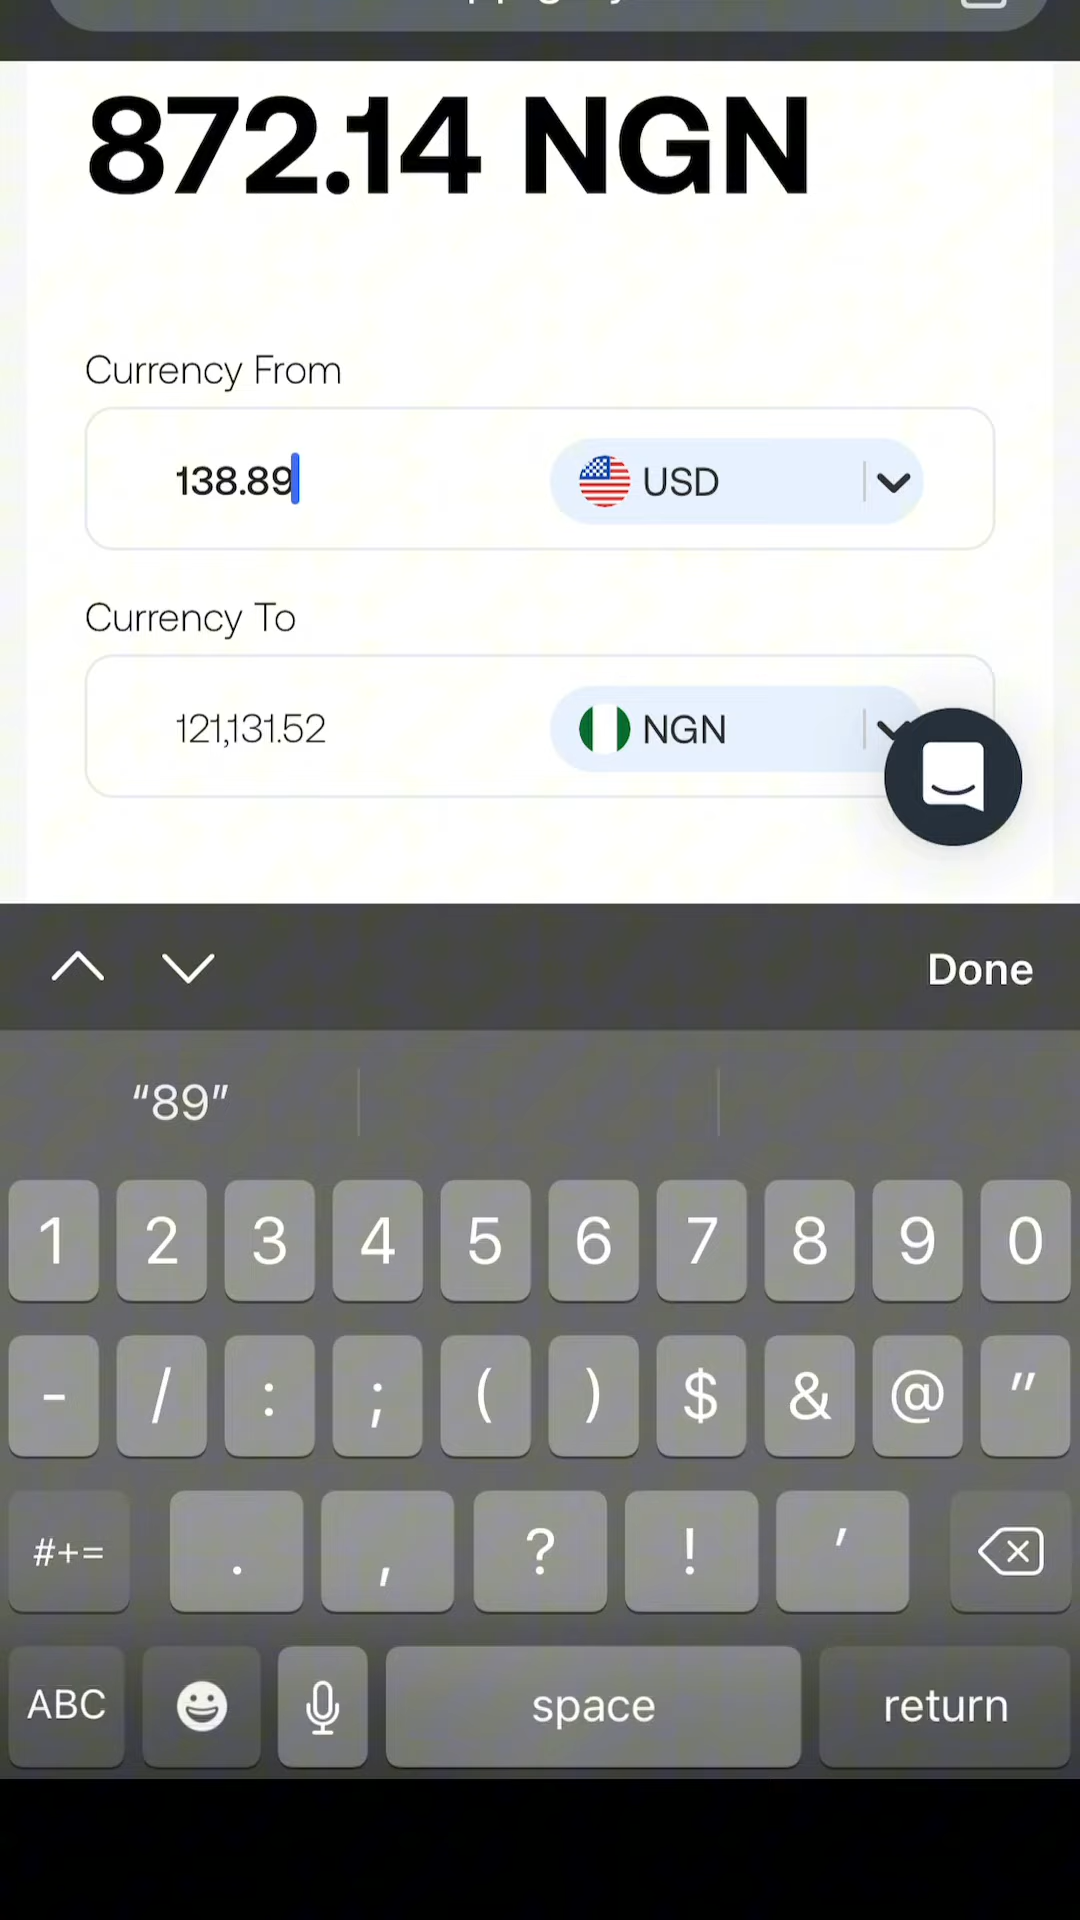 872.14 NGN
Currency From
138.89 USD
Currency To
121,131.52 NGN
Done
“89”
1 2 3 4 5 6 7 8 9 0
- / : ; ( ) $ & @ "
#+= . , ? ! '
ABC space return